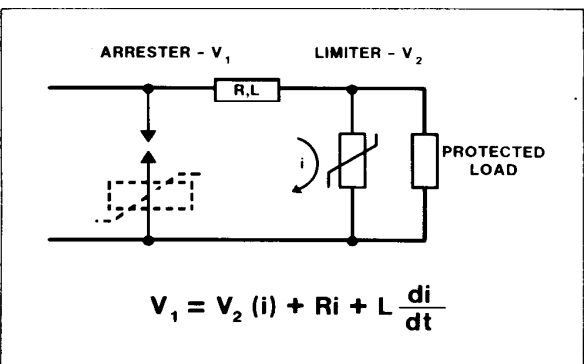 ARRESTER - V₁ LIMITER - V₂
R,L
i
PROTECTED
LOAD
V₁ = V₂ (i) + Ri + L di/dt